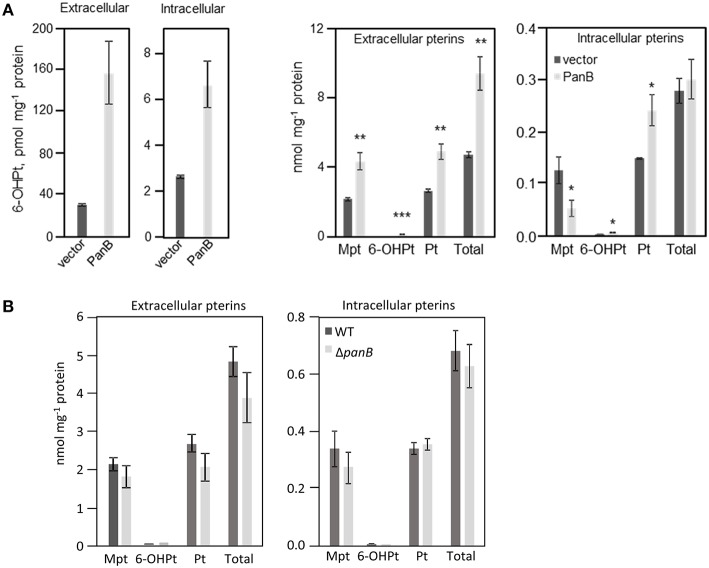 A
Extracellular
Intracellular
6-OHPt, pmol mg⁻¹ protein
200
160
120
80
40
0
vector
PanB
8
6
4
2
0
vector
PanB
Extracellular pterins
nmol mg⁻¹ protein
12
8
4
0
** *** ** **
Mpt 6-OHPt Pt Total
Intracellular pterins
vector
PanB
0.4
0.3
0.2
0.1
0.0
* * *
Mpt 6-OHPt Pt Total
B
Extracellular pterins
nmol mg⁻¹ protein
6
5
4
3
2
1
0
Mpt 6-OHPt Pt Total
Intracellular pterins
WT
ΔpanB
0.8
0.6
0.4
0.2
0.0
Mpt 6-OHPt Pt Total